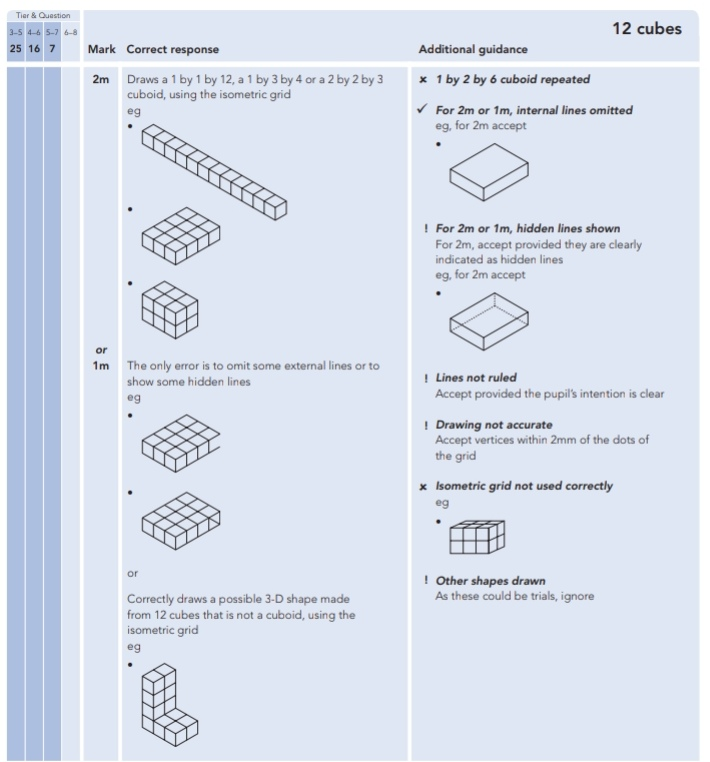 Tier & Question
3–5 4–6 5–7 6–8
25 16 7
12 cubes
Mark Correct response
Additional guidance
2m
Draws a 1 by 1 by 12, a 1 by 3 by 4 or a 2 by 2 by 3
cuboid, using the isometric grid
eg
•
•
•
or
1m
The only error is to omit some external lines or to
show some hidden lines
eg
•
•
or
Correctly draws a possible 3-D shape made
from 12 cubes that is not a cuboid, using the
isometric grid
eg
•
× 1 by 2 by 6 cuboid repeated
✓ For 2m or 1m, internal lines omitted
eg, for 2m accept
•
! For 2m or 1m, hidden lines shown
For 2m, accept provided they are clearly
indicated as hidden lines
eg, for 2m accept
•
! Lines not ruled
Accept provided the pupil's intention is clear
! Drawing not accurate
Accept vertices within 2mm of the dots of
the grid
× Isometric grid not used correctly
eg
•
! Other shapes drawn
As these could be trials, ignore